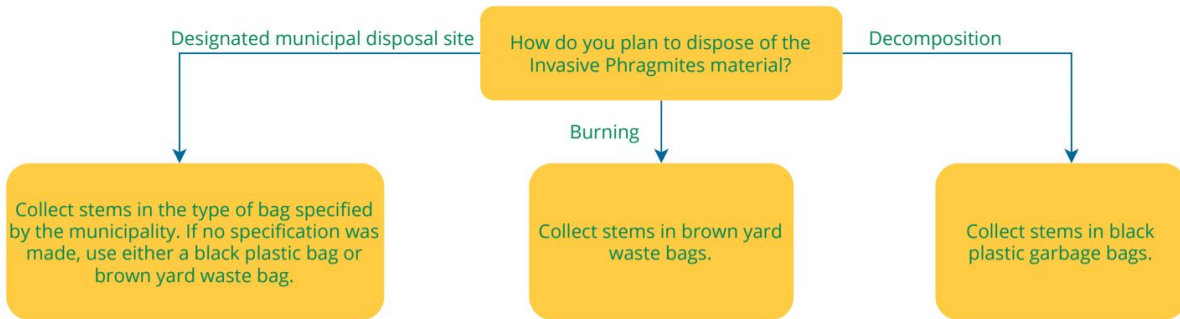 Designated municipal disposal site
How do you plan to dispose of the
Invasive Phragmites material?
Decomposition
Burning
Collect stems in the type of bag specified
by the municipality. If no specification was
made, use either a black plastic bag or
brown yard waste bag.
Collect stems in brown yard
waste bags.
Collect stems in black
plastic garbage bags.